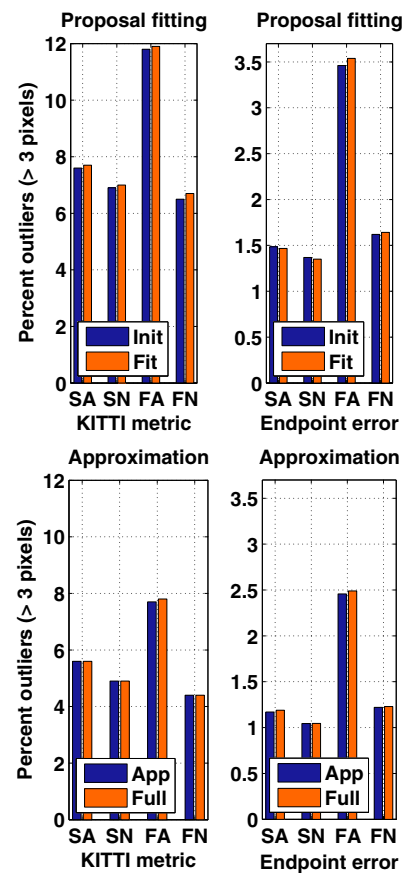 Proposal fitting
Percent outliers (> 3 pixels)
12
10
8
6
4
2
0
Init
Fit
SA SN FA FN
KITTI metric
Proposal fitting
3.5
3
2.5
2
1.5
1
0.5
0
Init
Fit
SA SN FA FN
Endpoint error
Approximation
Percent outliers (> 3 pixels)
12
10
8
6
4
2
0
App
Full
SA SN FA FN
KITTI metric
Approximation
3.5
3
2.5
2
1.5
1
0.5
0
App
Full
SA SN FA FN
Endpoint error